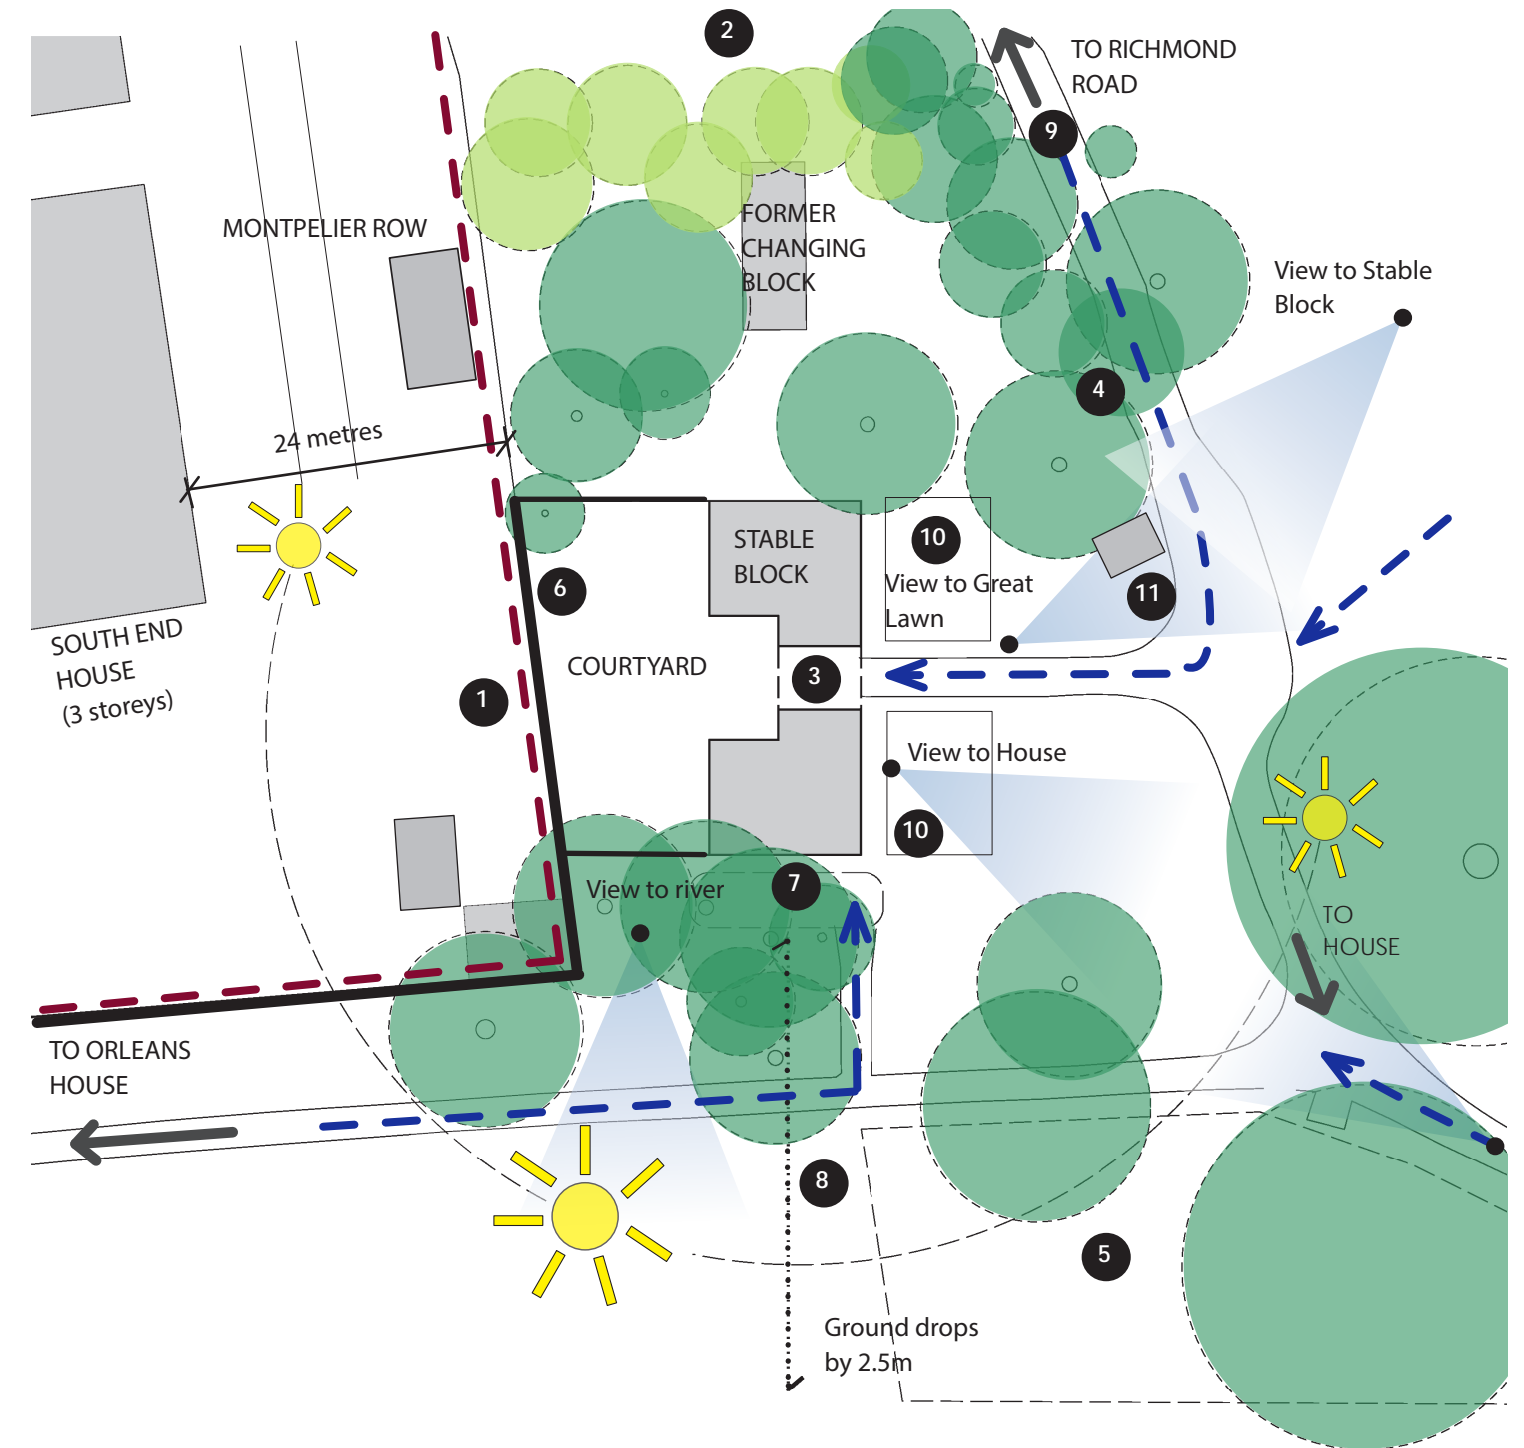 2
TO RICHMOND
ROAD
9
MONTPELIER ROW
FORMER
CHANGING
BLOCK
View to Stable
Block
4
24 metres
STABLE
BLOCK
10
View to Great
Lawn
6
11
SOUTH END
HOUSE
(3 storeys)
COURTYARD
3
1
View to House
10
View to river
7
TO
HOUSE
TO ORLEANS
HOUSE
8
5
Ground drops
by 2.5m